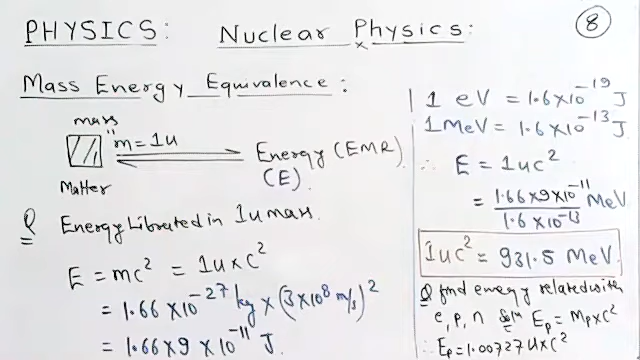 PHYSICS: Nuclear Physics: 8
Mass Energy Equivalence:
mass
"m=1u
Matter
Energy (EMR)
(E).
Q Energy Librated in 1u mass.
E = mc² = 1u×c²
= 1.66×10⁻²⁷ kg × (3×10⁸ m/s)²
= 1.66×9×10⁻¹¹ J.
1 eV = 1.6×10⁻¹⁹ J
1 MeV = 1.6×10⁻¹³ J
∴ E = 1uc²
= 1.66×9×10⁻¹¹ / 1.6×10⁻¹³ MeV
1uc² = 931.5 MeV.
Q find energy related with
e, p, n Solⁿ Ep = Mp×c²
∴ Ep = 1.00727u×c²